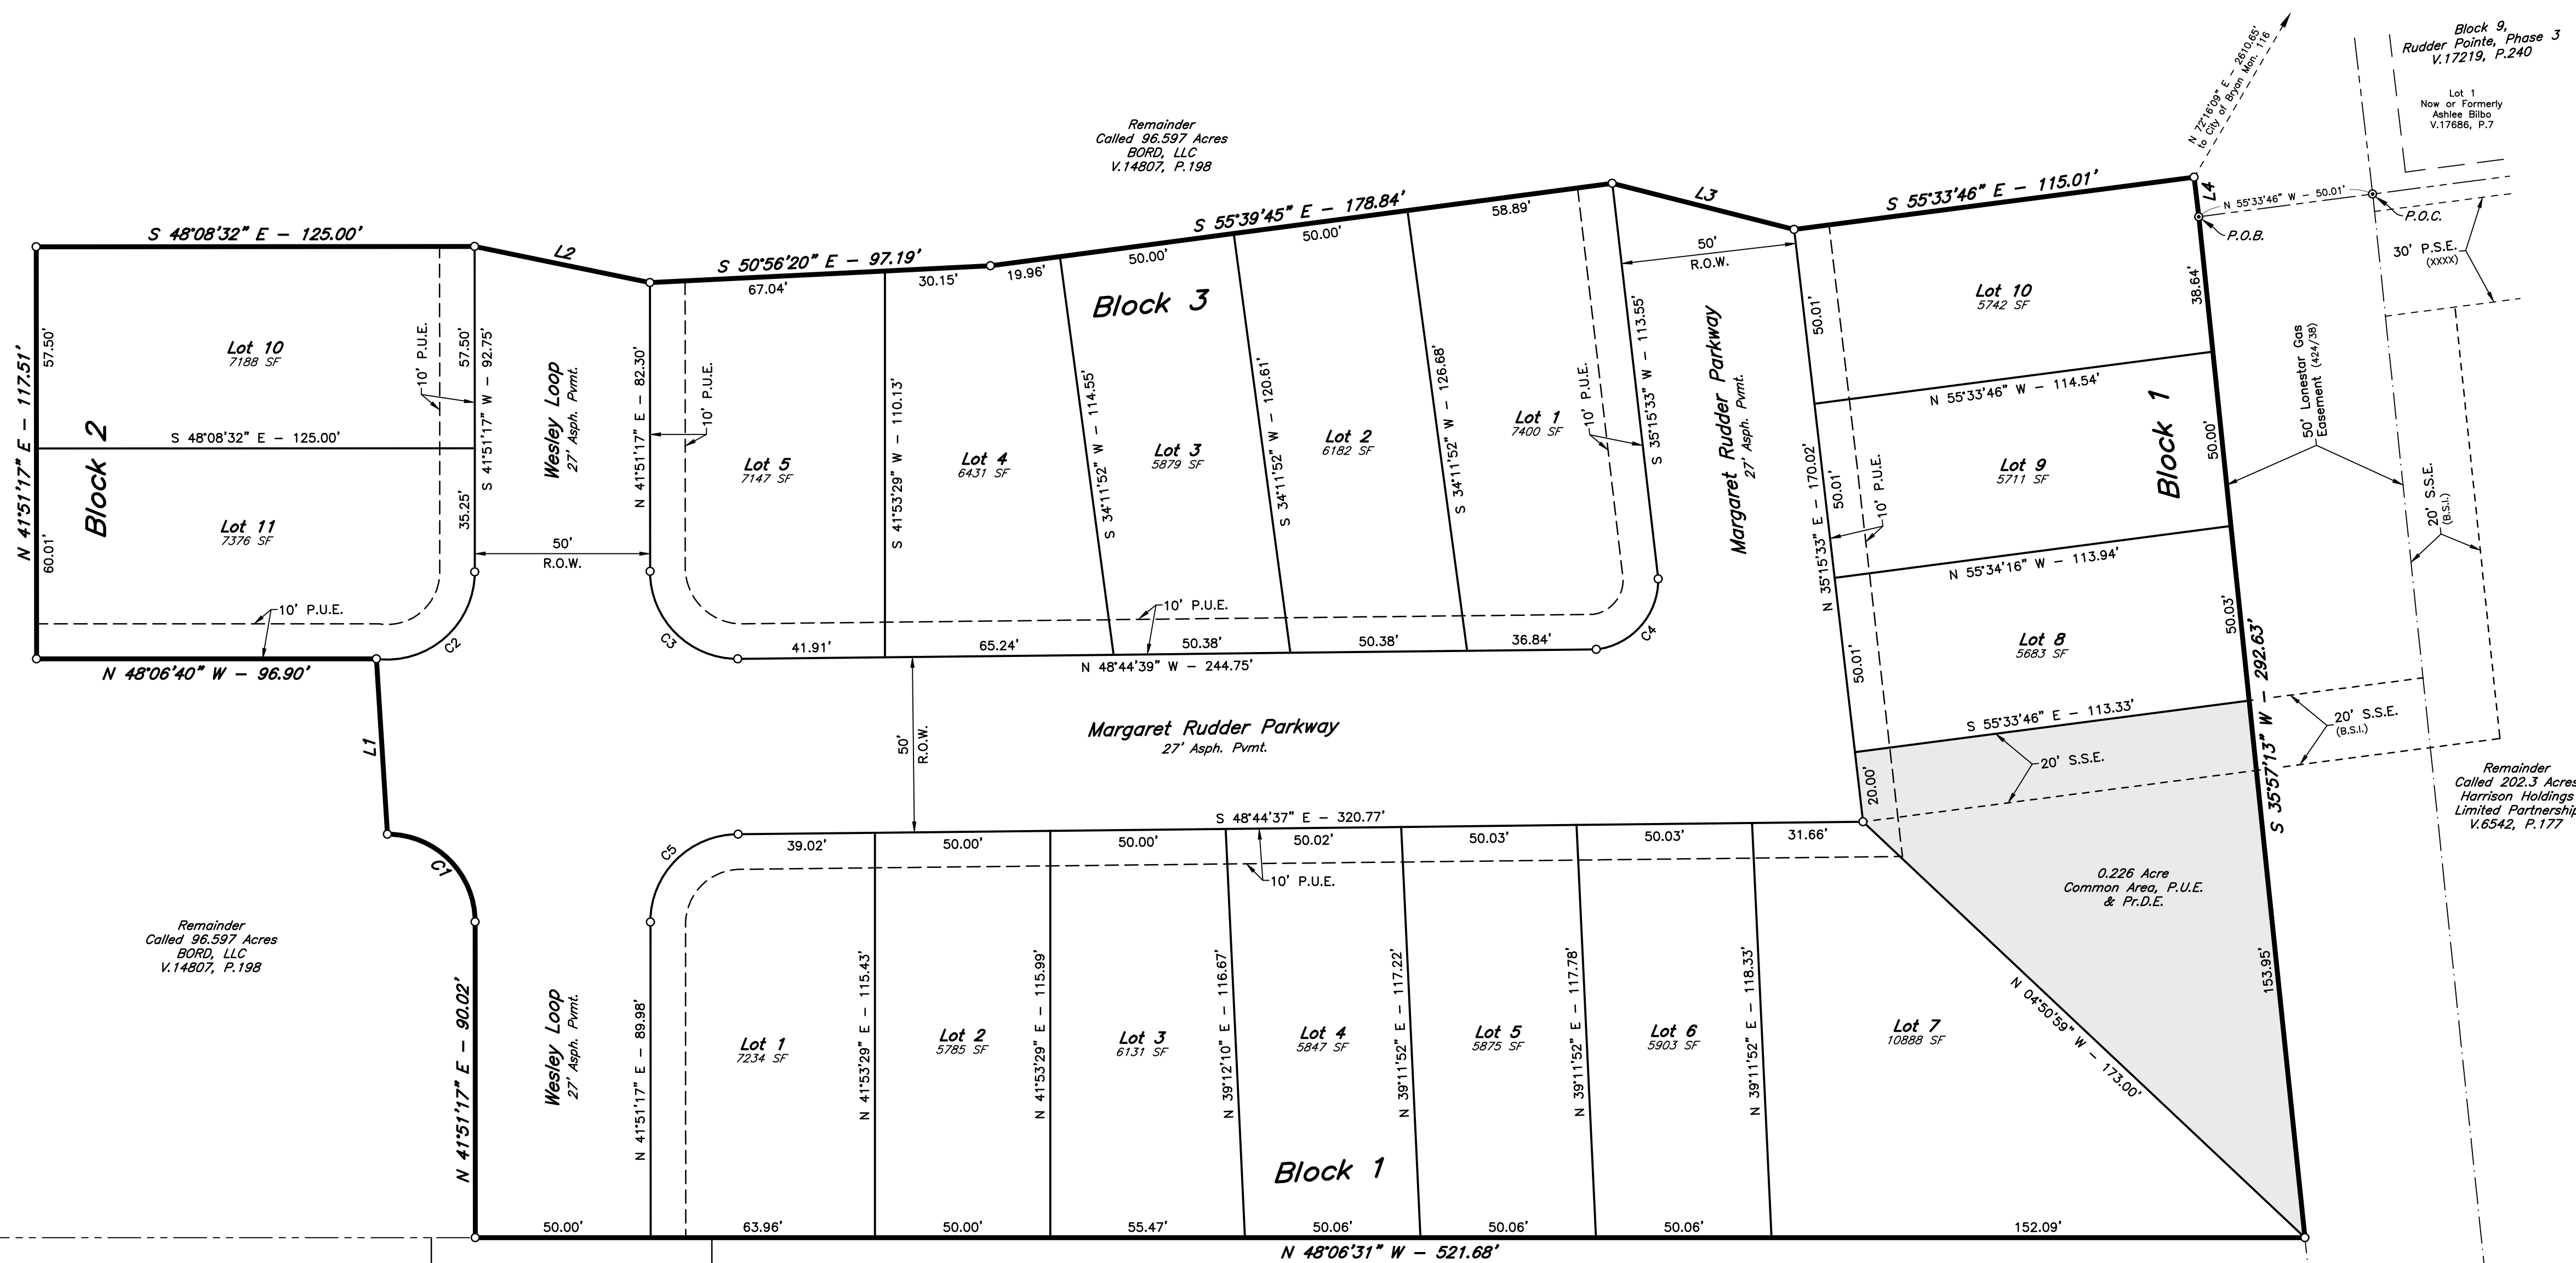 Block 9,
Rudder Pointe, Phase 3
V.17219, P.240
Lot 1
Now or Formerly
Ashlee Bilbo
V.17686, P.7
N 72°16'09" E - 2610.65'
to City of Bryan Mon. 116
Remainder
Called 96.597 Acres
BORD, LLC
V.14807, P.198
S 48°08'32" E - 125.00'
L2
S 50°56'20" E - 97.19'
S 55°39'45" E - 178.84'
L3
S 55°33'46" E - 115.01'
L4
N 55°33'46" W - 50.01'
P.O.C.
P.O.B.
30' P.S.E.
(XXXX)
67.04'
30.15'
19.96'
50.00'
50.00'
58.89'
50'
R.O.W.
N 41°51'17" E - 117.51'
57.50'
60.01'
Block 2
Lot 10
7188 SF
S 48°08'32" E - 125.00'
Lot 11
7376 SF
10' P.U.E.
57.50'
35.25'
S 41°51'17" W - 92.75'
10' P.U.E.
C2
N 48°06'40" W - 96.90'
Wesley Loop
27' Asph. Pvmt.
50'
R.O.W.
N 41°51'17" E - 82.30'
10' P.U.E.
C3
Block 3
Lot 5
7147 SF
S 41°53'29" W - 110.13'
Lot 4
6431 SF
S 34°11'52" W - 114.55'
Lot 3
5879 SF
S 34°11'52" W - 120.61'
Lot 2
6182 SF
S 34°11'52" W - 126.68'
Lot 1
7400 SF
10' P.U.E.
S 35°15'33" W - 113.55'
10' P.U.E.
C4
41.91'
65.24'
50.38'
50.38'
36.84'
N 48°44'39" W - 244.75'
Margaret Rudder Parkway
27' Asph. Pvmt.
50.01'
50.01'
50.01'
N 35°15'33" E - 170.02'
10' P.U.E.
Lot 10
5742 SF
N 55°33'46" W - 114.54'
Lot 9
5711 SF
N 55°34'16" W - 113.94'
Lot 8
5683 SF
S 55°33'46" E - 113.33'
Block 1
38.64'
50.00'
50.03'
S 35°57'13" W - 292.63'
50' Lonestar Gas
Easement (424/38)
20' S.S.E.
(B.S.I.)
20' S.S.E.
(B.S.I.)
20' S.S.E.
20.00'
Remainder
Called 202.3 Acres
Harrison Holdings
Limited Partnership
V.6542, P.177
L1
C1
50'
R.O.W.
Margaret Rudder Parkway
27' Asph. Pvmt.
S 48°44'37" E - 320.77'
C5
39.02'
50.00'
50.00'
50.02'
50.03'
50.03'
31.66'
10' P.U.E.
0.226 Acre
Common Area, P.U.E.
& Pr.D.E.
Remainder
Called 96.597 Acres
BORD, LLC
V.14807, P.198
N 41°51'17" E - 90.02'
Wesley Loop
27' Asph. Pvmt.
N 41°51'17" E - 89.98'
Lot 1
7234 SF
N 41°53'29" E - 115.43'
Lot 2
5785 SF
N 41°53'29" E - 115.99'
Lot 3
6131 SF
N 39°12'10" E - 116.67'
Lot 4
5847 SF
N 39°11'52" E - 117.22'
Lot 5
5875 SF
N 39°11'52" E - 117.78'
Lot 6
5903 SF
N 39°11'52" E - 118.33'
Lot 7
10888 SF
N 04°50'59" W - 173.00'
153.95'
Block 1
50.00'
63.96'
50.00'
55.47'
50.06'
50.06'
50.06'
152.09'
N 48°06'31" W - 521.68'